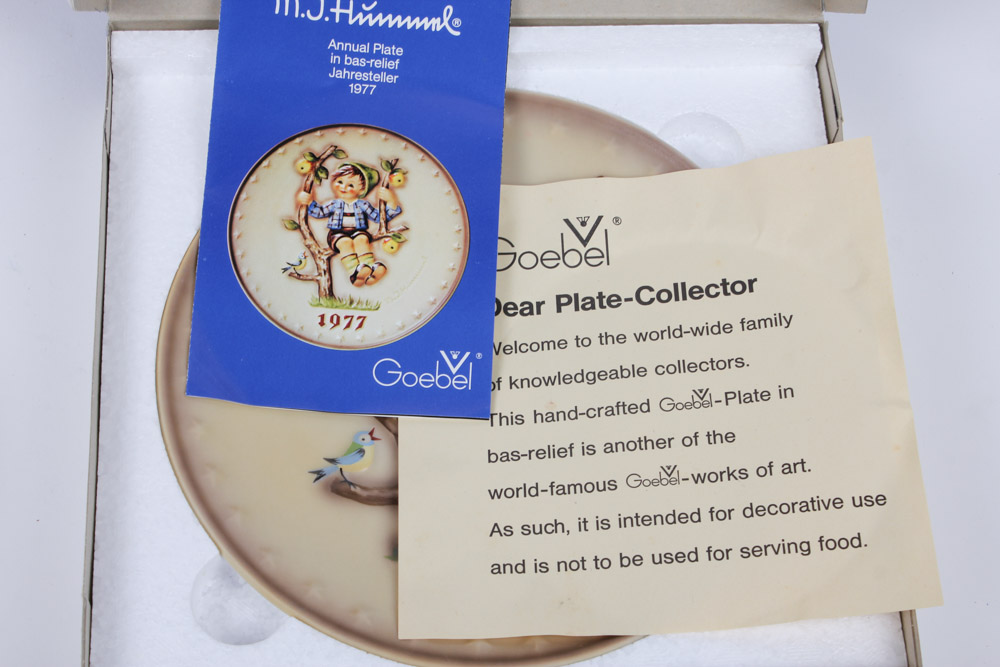 M.J.Hummel®
Annual Plate
in bas-relief
Jahresteller
1977
1977
Goebel®
Goebel®
Dear Plate-Collector
Welcome to the world-wide family
of knowledgeable collectors.
This hand-crafted Goebel-Plate in
bas-relief is another of the
world-famous Goebel-works of art.
As such, it is intended for decorative use
and is not to be used for serving food.